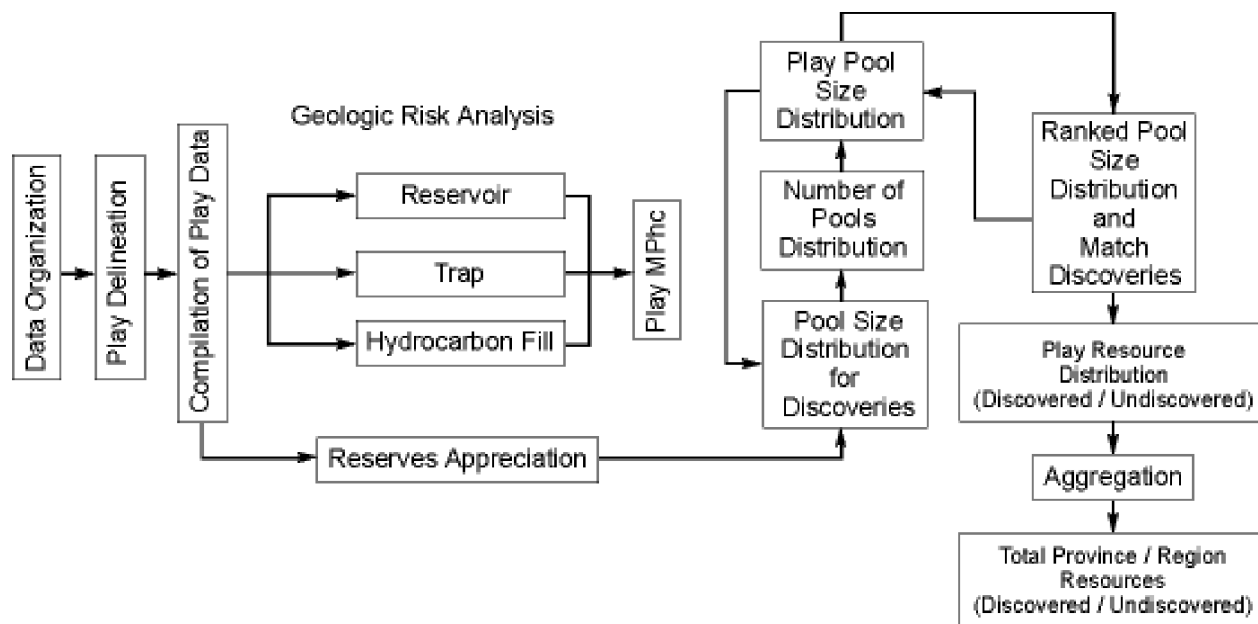 Data Organization
Play Delineation
Compilation of Play Data
Geologic Risk Analysis
Reservoir
Trap
Hydrocarbon Fill
Play MPhc
Reserves Appreciation
Play Pool
Size
Distribution
Number of
Pools
Distribution
Pool Size
Distribution
for
Discoveries
Ranked Pool
Size
Distribution
and
Match
Discoveries
Play Resource
Distribution
(Discovered / Undiscovered)
Aggregation
Total Province / Region
Resources
(Discovered / Undiscovered)